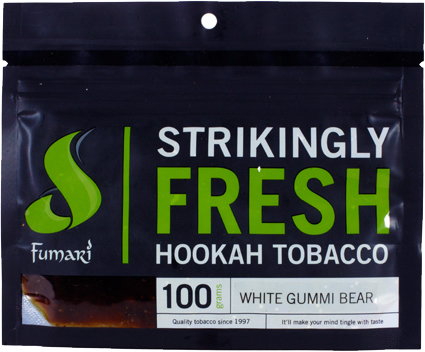 STRIKINGLY
FRESH
HOOKAH TOBACCO
Fumari
100 grams
WHITE GUMMI BEAR
Quality tobacco since 1997
It'll make your mind tingle with taste